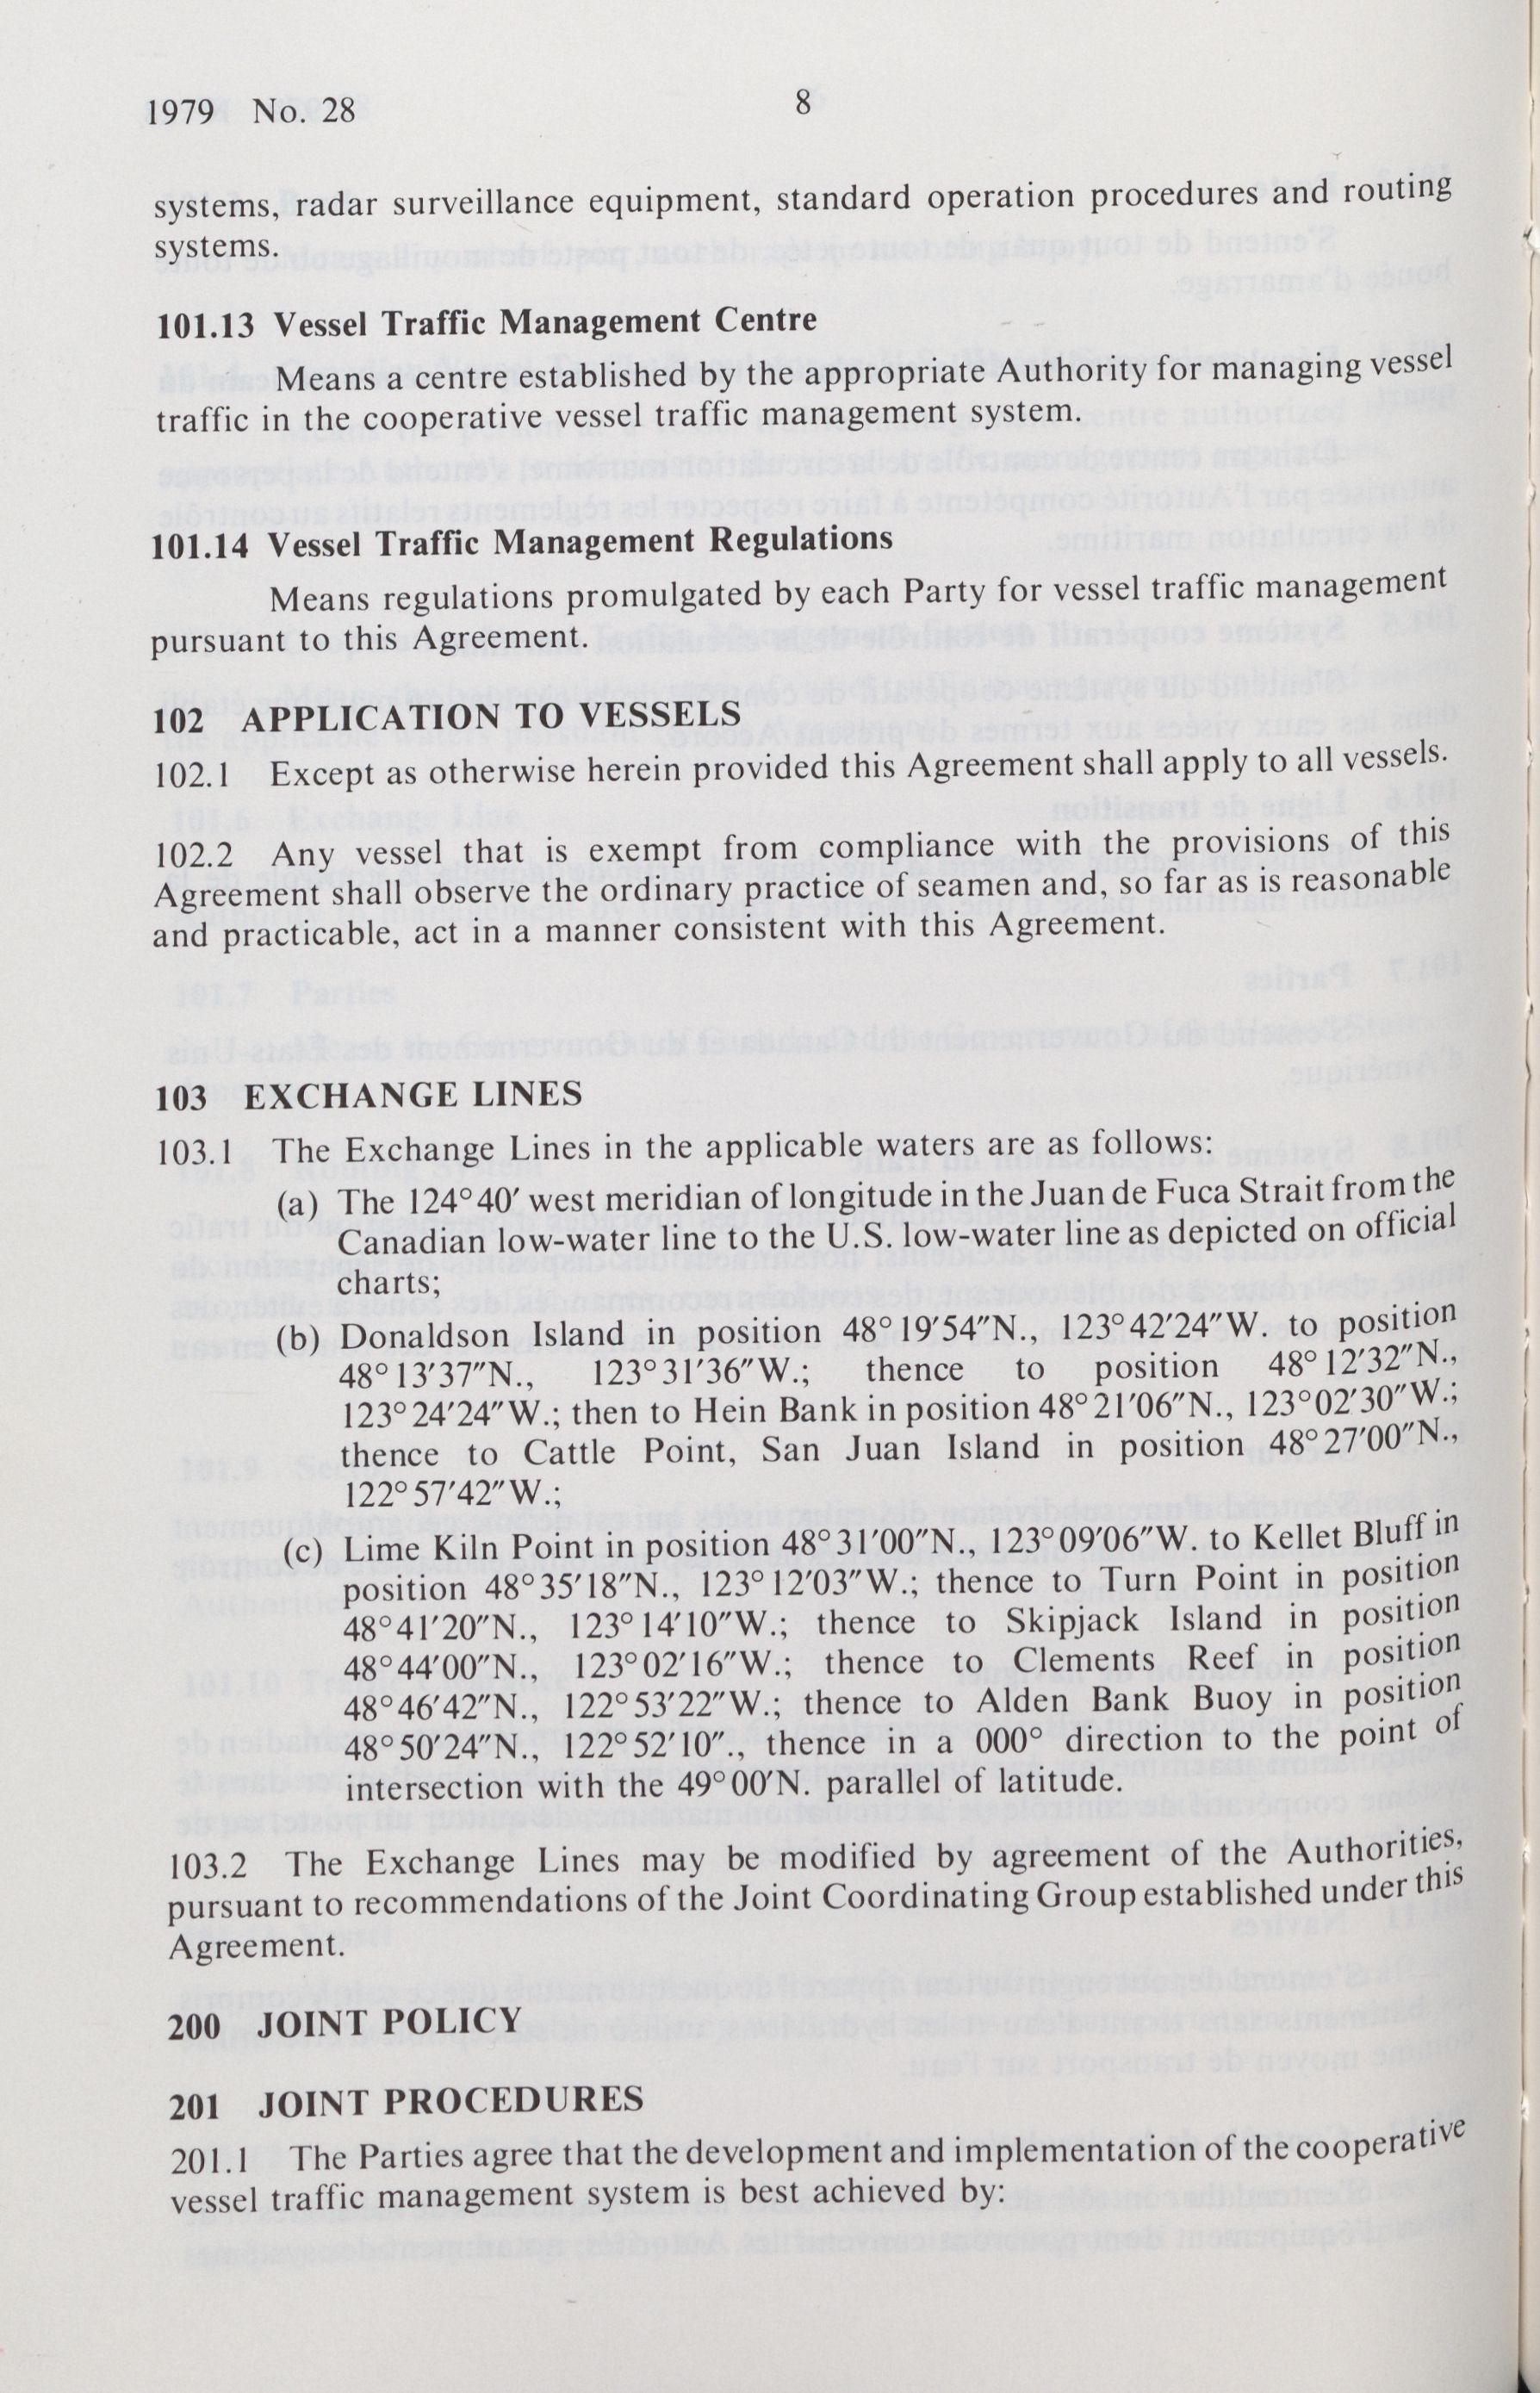 1979 No. 28
8
systems, radar surveillance equipment, standard operation procedures and routing
systems.
101.13 Vessel Traffic Management Centre
Means a centre established by the appropriate Authority for managing vessel
traffic in the cooperative vessel traffic management system.
101.14 Vessel Traffic Management Regulations
Means regulations promulgated by each Party for vessel traffic management
pursuant to this Agreement.
102 APPLICATION TO VESSELS
102.1 Except as otherwise herein provided this Agreement shall apply to all vessels.
102.2 Any vessel that is exempt from compliance with the provisions of this
Agreement shall observe the ordinary practice of seamen and, so far as is reasonable
and practicable, act in a manner consistent with this Agreement.
103 EXCHANGE LINES
103.1 The Exchange Lines in the applicable waters are as follows:
(a) The 124°40′ west meridian of longitude in the Juan de Fuca Strait from the
Canadian low-water line to the U.S. low-water line as depicted on official
charts;
(b) Donaldson Island in position 48°19′54″N., 123°42′24″W. to position
48°13′37″N., 123°31′36″W.; thence to position 48°12′32″N.,
123°24′24″W.; then to Hein Bank in position 48°21′06″N., 123°02′30″W.;
thence to Cattle Point, San Juan Island in position 48°27′00″N.,
122°57′42″W.;
(c) Lime Kiln Point in position 48°31′00″N., 123°09′06″W. to Kellet Bluff in
position 48°35′18″N., 123°12′03″W.; thence to Turn Point in position
48°41′20″N., 123°14′10″W.; thence to Skipjack Island in position
48°44′00″N., 123°02′16″W.; thence to Clements Reef in position
48°46′42″N., 122°53′22″W.; thence to Alden Bank Buoy in position
48°50′24″N., 122°52′10″., thence in a 000° direction to the point of
intersection with the 49°00′N. parallel of latitude.
103.2 The Exchange Lines may be modified by agreement of the Authorities,
pursuant to recommendations of the Joint Coordinating Group established under this
Agreement.
200 JOINT POLICY
201 JOINT PROCEDURES
201.1 The Parties agree that the development and implementation of the cooperative
vessel traffic management system is best achieved by: